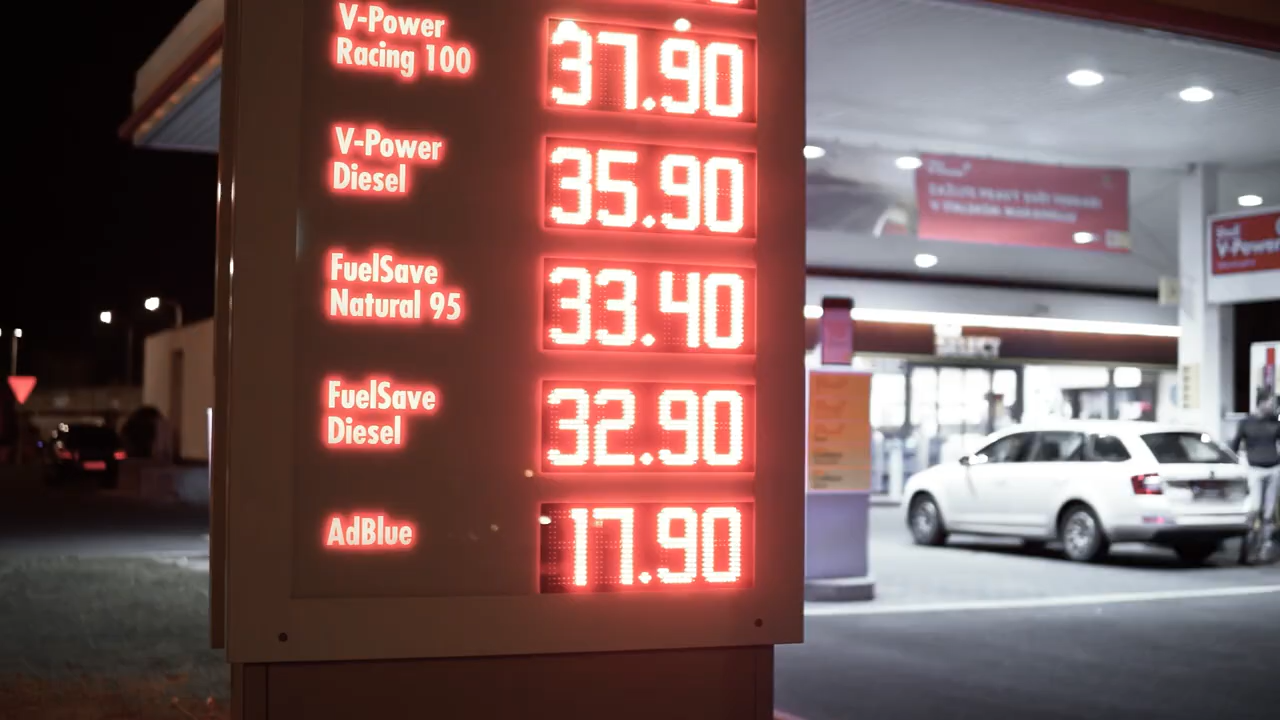 V-Power
Racing 100
37.90
V-Power
Diesel
35.90
FuelSave
Natural 95
33.40
FuelSave
Diesel
32.90
AdBlue
17.90
V-Power